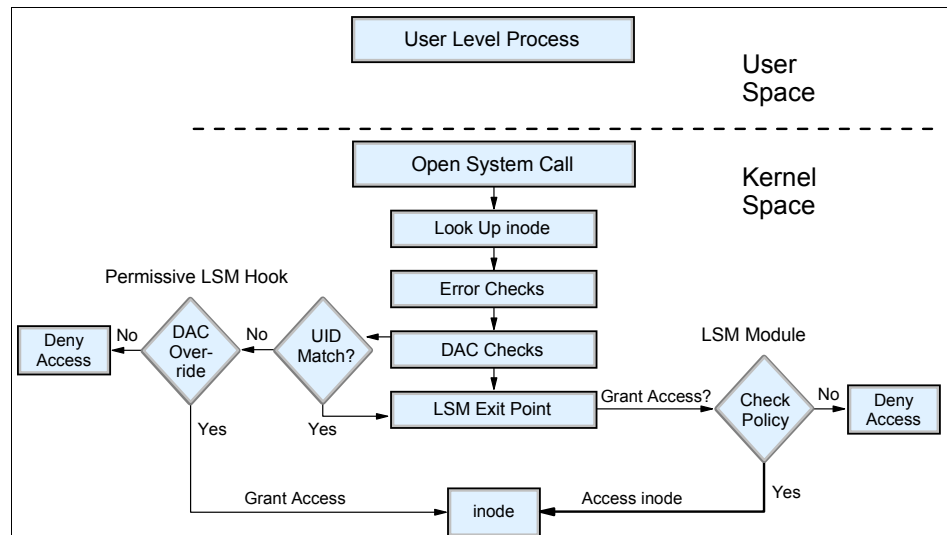 User Level Process
User
Space
Open System Call
Kernel
Space
Look Up inode
Permissive LSM Hook
Error Checks
Deny
Access
No
DAC
Over-
ride
No
UID
Match?
DAC Checks
LSM Module
LSM Exit Point
Grant Access?
Check
Policy
No
Deny
Access
Yes
Yes
Yes
Grant Access
inode
Access inode